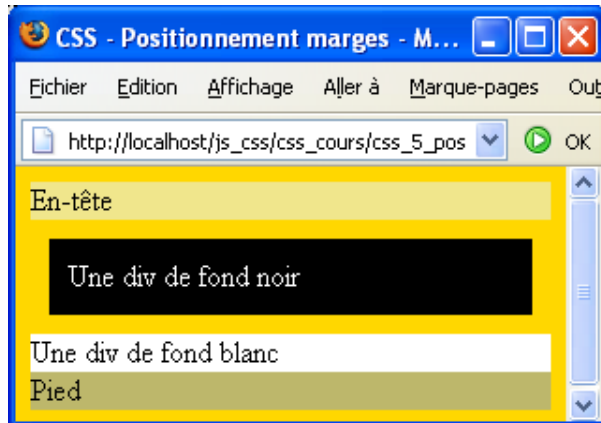 CSS - Positionnement marges - M...
Fichier Edition Affichage Aller à Marque-pages Out
http://localhost/js_css/css_cours/css_5_pos OK
En-tête
Une div de fond noir
Une div de fond blanc
Pied